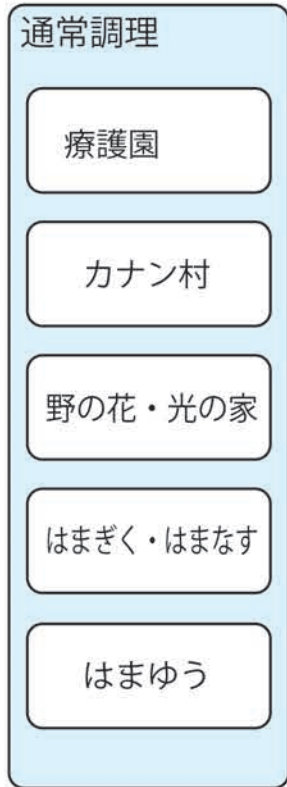 通常調理
療護園
カナン村
野の花・光の家
はまぎく・はまなす
はまゆう